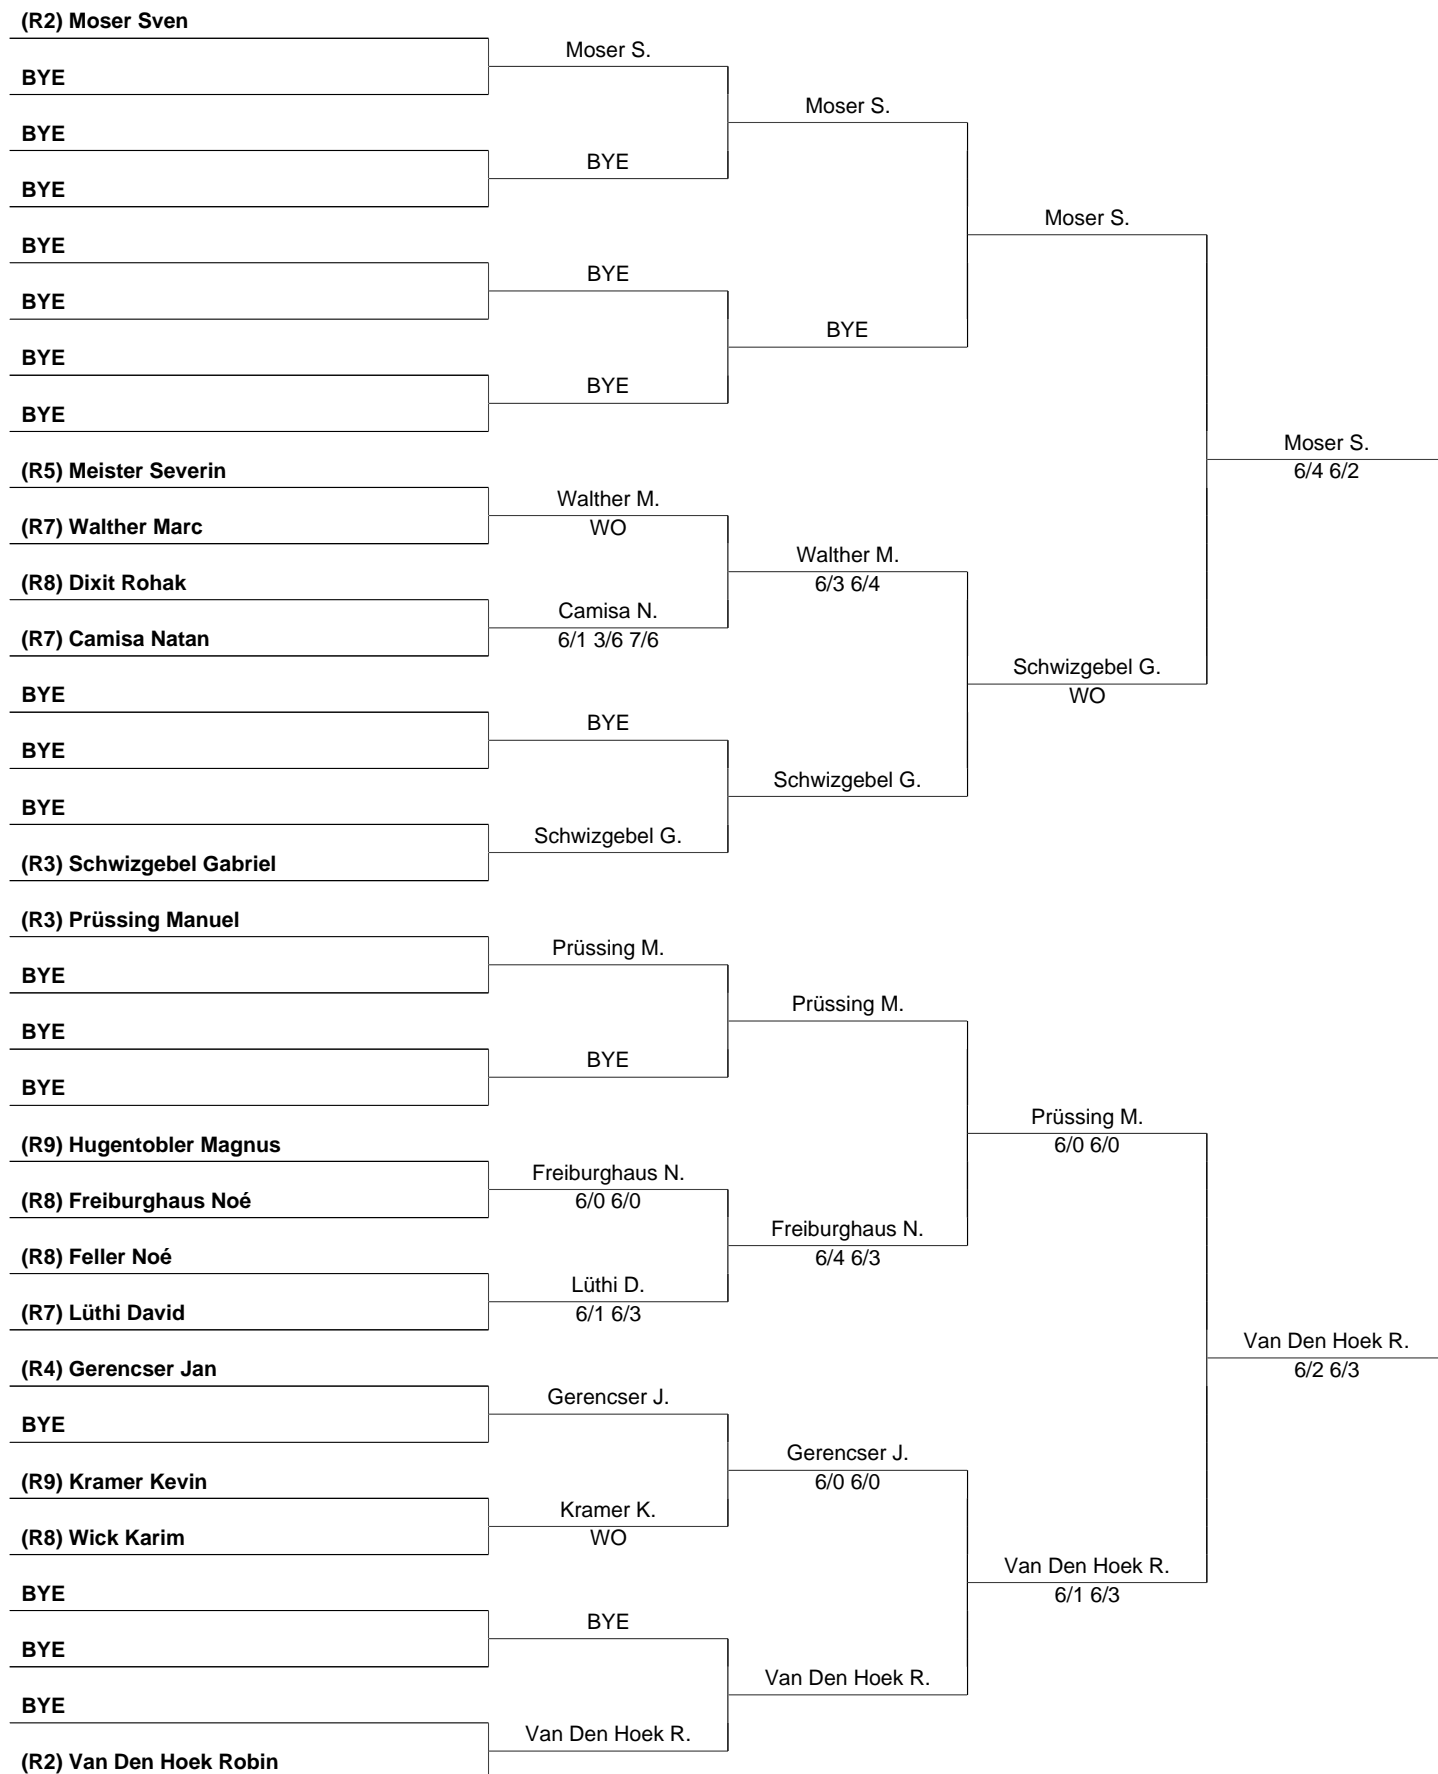 (R2) Moser Sven
BYE
BYE
BYE
BYE
BYE
BYE
BYE
(R5) Meister Severin
(R7) Walther Marc
(R8) Dixit Rohak
(R7) Camisa Natan
BYE
BYE
BYE
(R3) Schwizgebel Gabriel
(R3) Prüssing Manuel
BYE
BYE
BYE
(R9) Hugentobler Magnus
(R8) Freiburghaus Noé
(R8) Feller Noé
(R7) Lüthi David
(R4) Gerencser Jan
BYE
(R9) Kramer Kevin
(R8) Wick Karim
BYE
BYE
BYE
(R2) Van Den Hoek Robin
Moser S.
BYE
BYE
BYE
Walther M.
WO
Camisa N.
6/1 3/6 7/6
BYE
Schwizgebel G.
Prüssing M.
BYE
Freiburghaus N.
6/0 6/0
Lüthi D.
6/1 6/3
Gerencser J.
Kramer K.
WO
BYE
Van Den Hoek R.
Moser S.
BYE
Walther M.
6/3 6/4
Schwizgebel G.
Prüssing M.
Freiburghaus N.
6/4 6/3
Gerencser J.
6/0 6/0
Van Den Hoek R.
Moser S.
Schwizgebel G.
WO
Prüssing M.
6/0 6/0
Van Den Hoek R.
6/1 6/3
Moser S.
6/4 6/2
Van Den Hoek R.
6/2 6/3